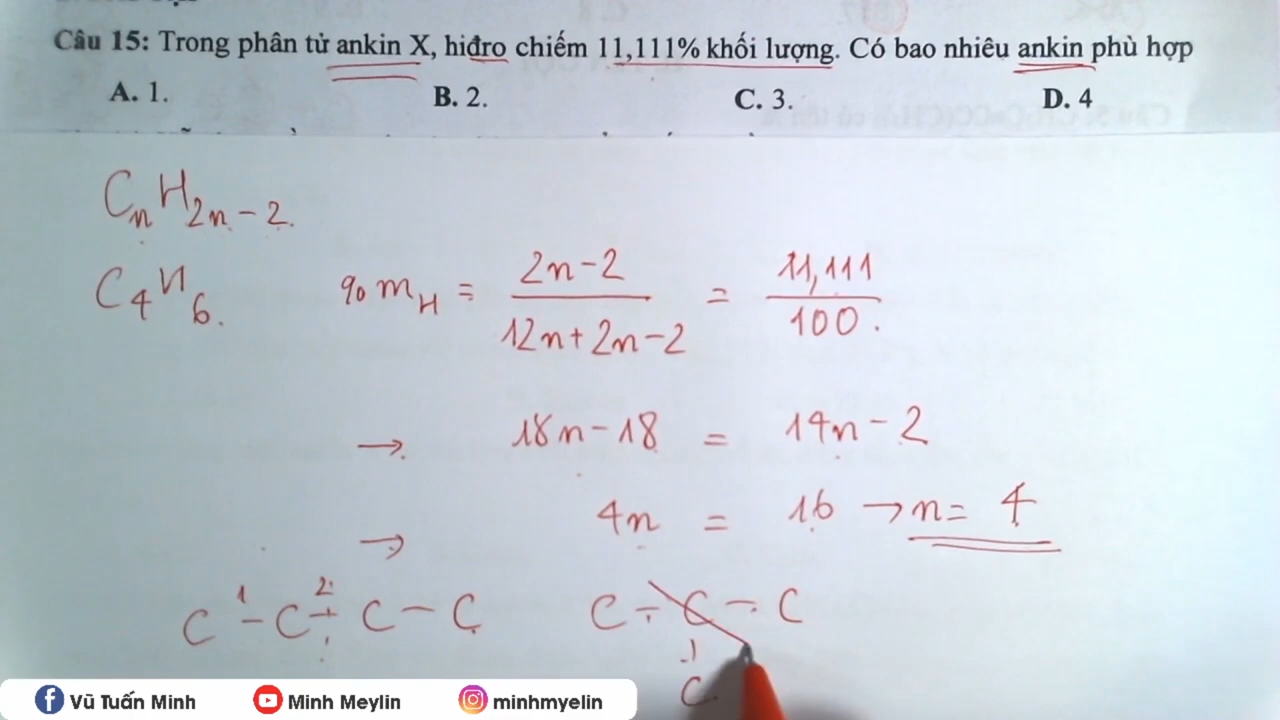 Câu 15: Trong phân tử ankin X, hiđro chiếm 11,111% khối lượng. Có bao nhiêu ankin phù hợp
A. 1. B. 2. C. 3. D. 4
CnH2n-2.
C4H6. %mH = 2n-2 / 12n+2n-2 = 11,111 / 100.
→ 18n-18 = 14n-2
→ 4n = 16 → n = 4
1 2
C - C - C - C C - C - C
C
Vũ Tuấn Minh Minh Meylin minhmyelin